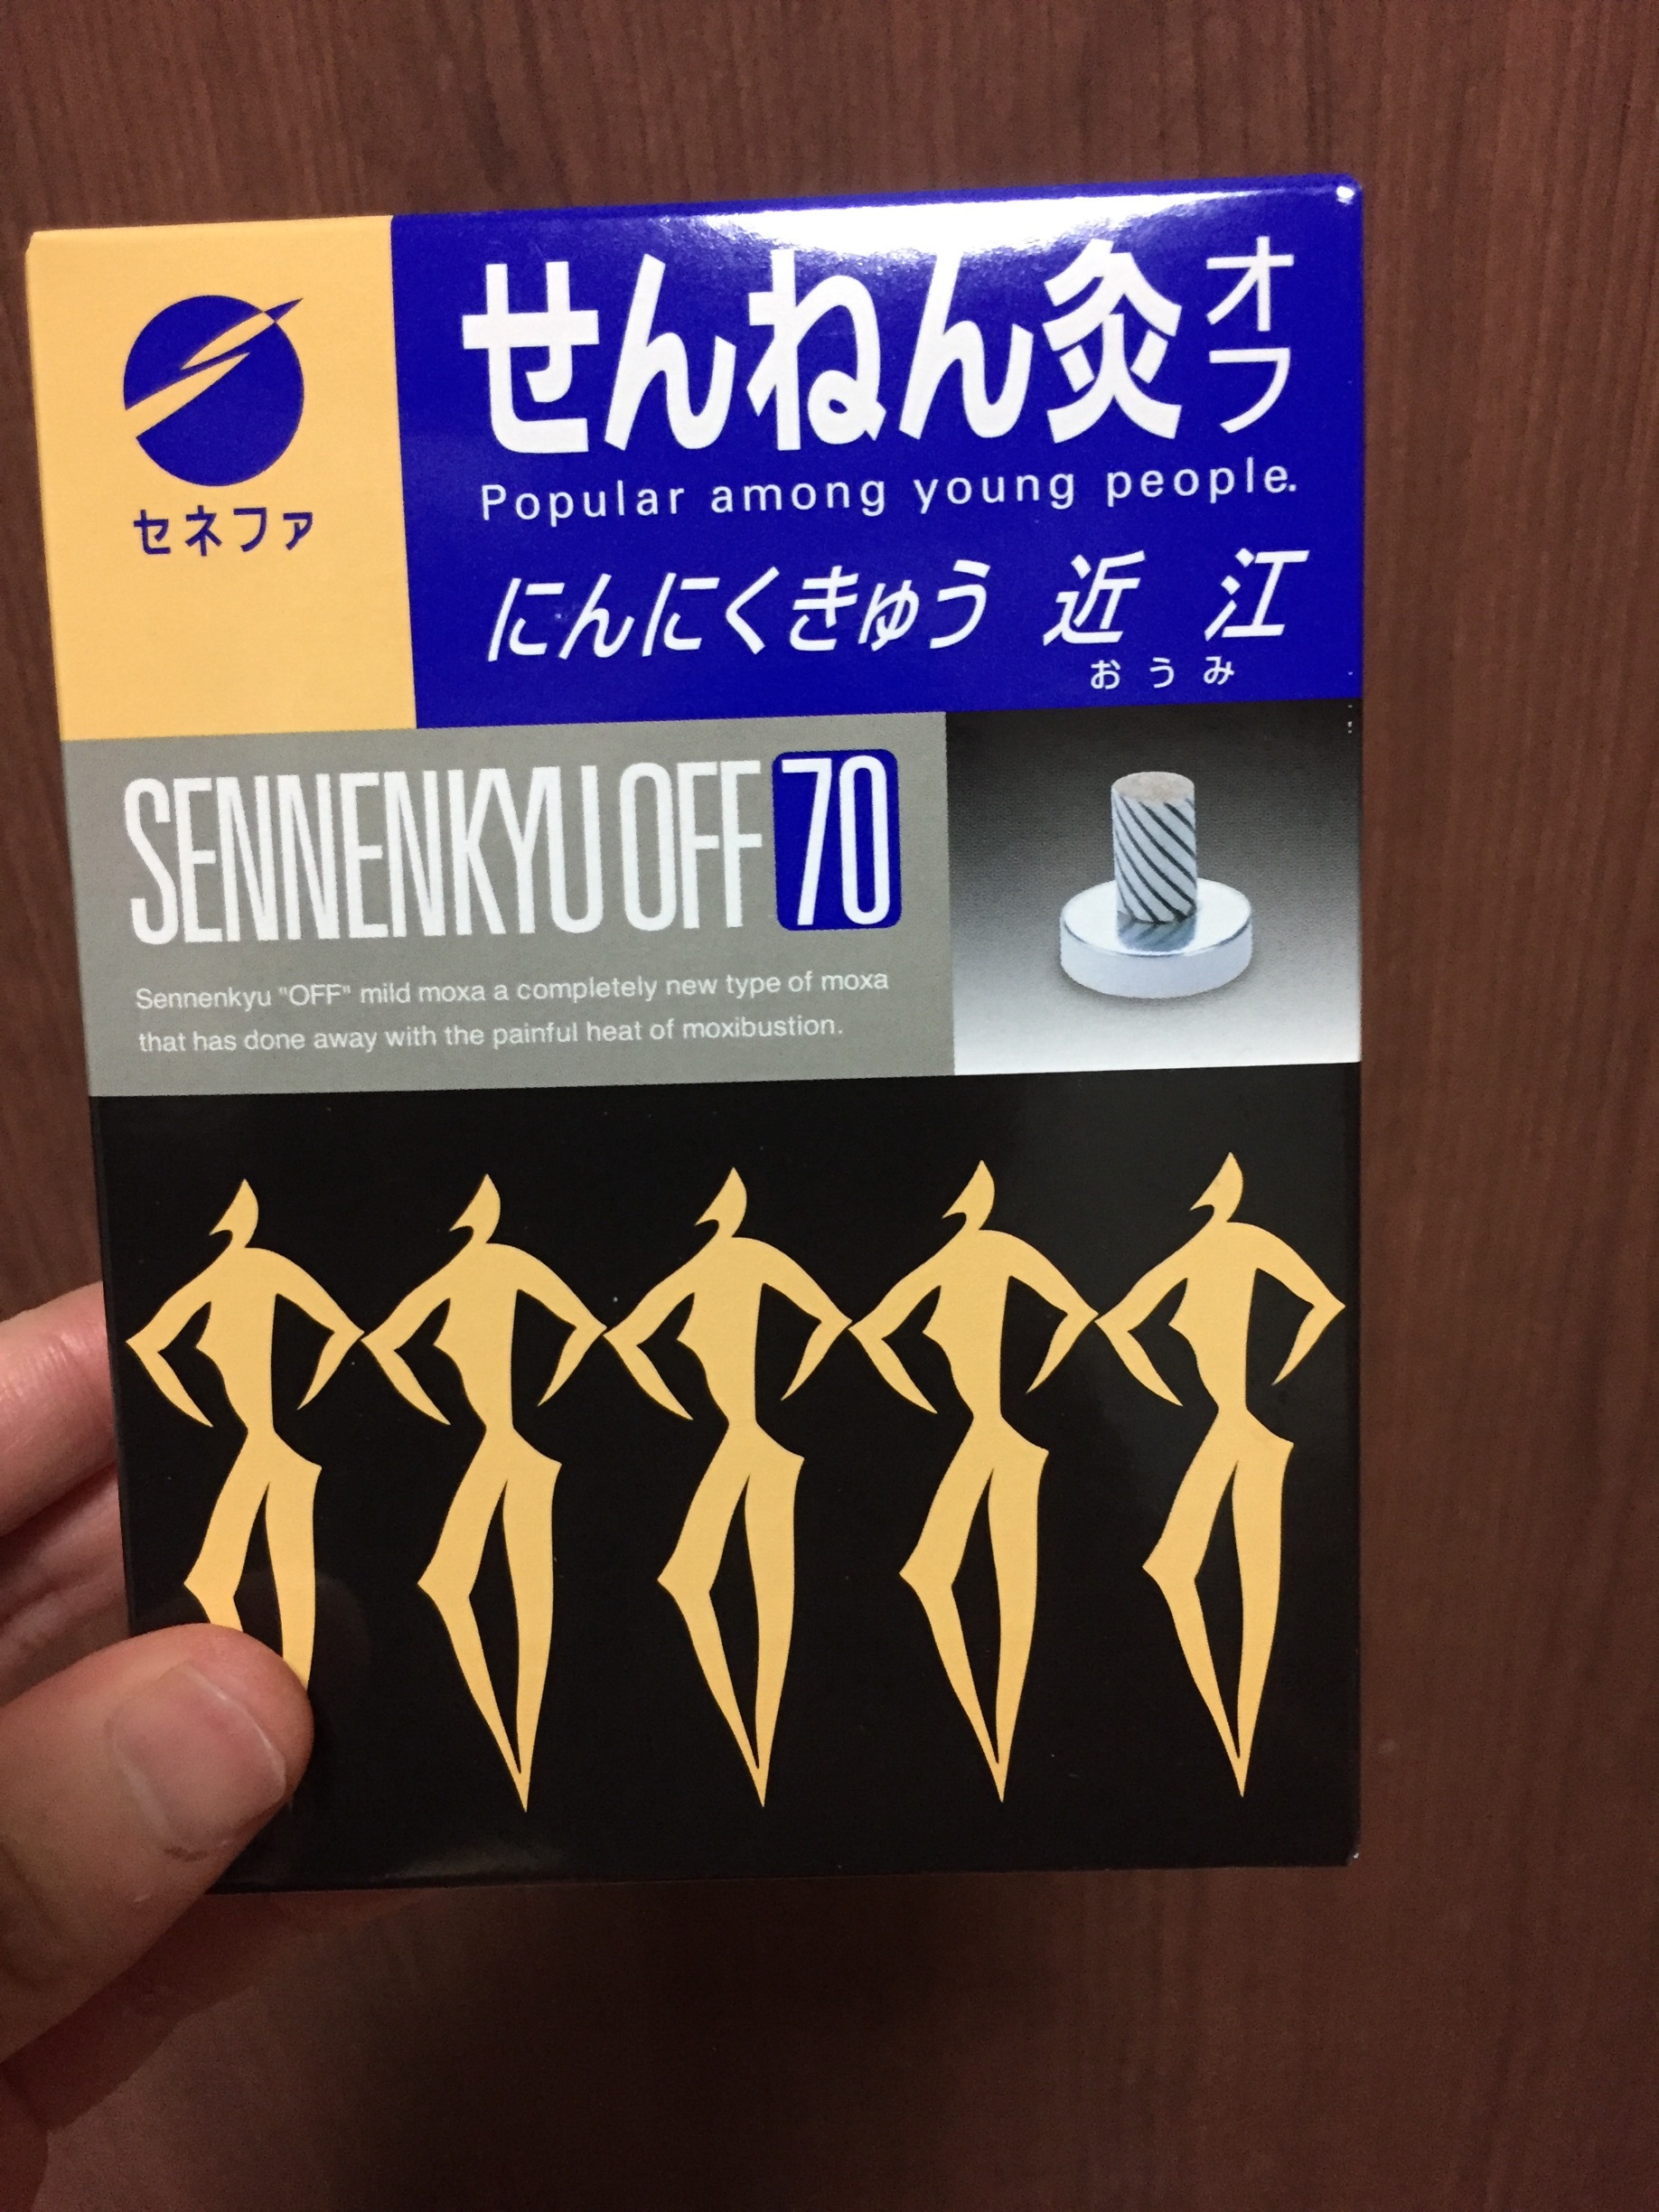 セネファ
せんねん灸オフ
Popular among young people.
にんにくきゅう 近江
おうみ
SENNENKYU OFF 70
Sennenkyu "OFF" mild moxa a completely new type of moxa
that has done away with the painful heat of moxibustion.